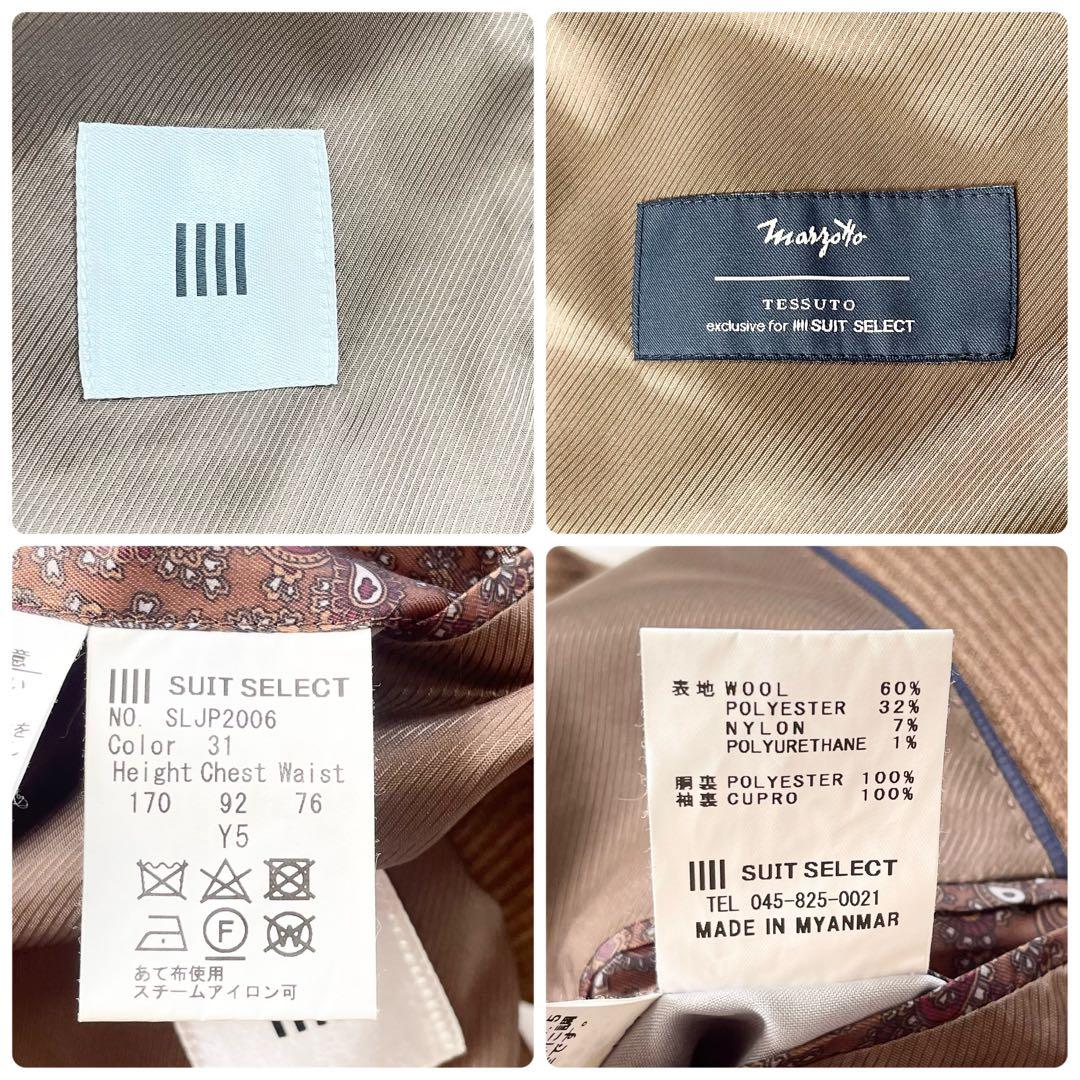 marzotto
TESSUTO
exclusive for SUIT SELECT
SUIT SELECT
NO. SLJP2006
Color 31
Height Chest Waist
170 92 76
Y5
F
W
あて布使用
スチームアイロン可
表地 WOOL 60%
POLYESTER 32%
NYLON 7%
POLYURETHANE 1%
胴裏 POLYESTER 100%
袖裏 CUPRO 100%
SUIT SELECT
TEL 045-825-0021
MADE IN MYANMAR